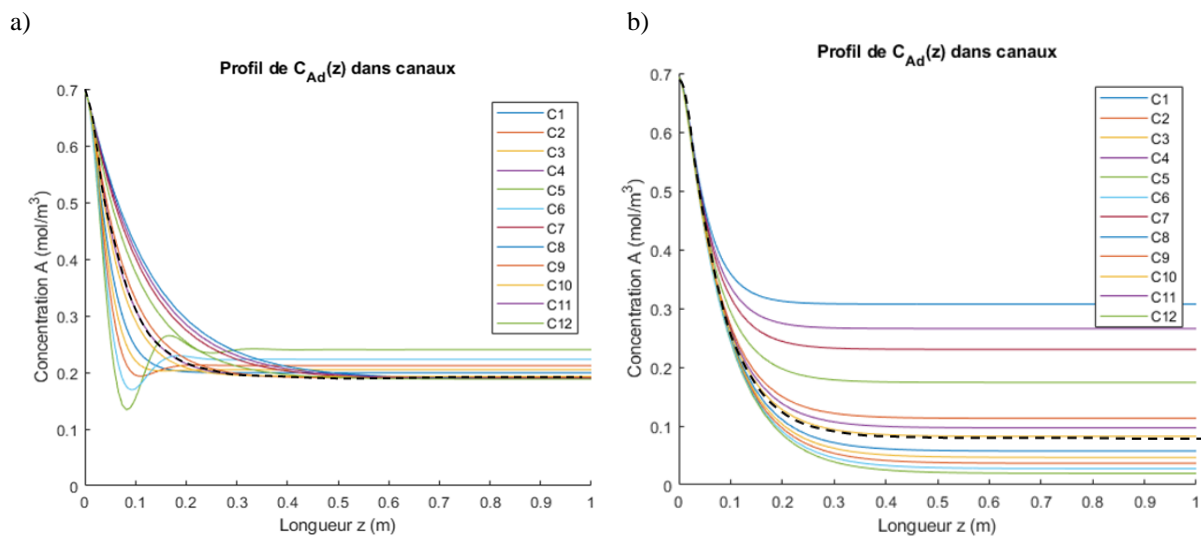 a)
Profil de C_Ad(z) dans canaux
Concentration A (mol/m³)
0.7
0.6
0.5
0.4
0.3
0.2
0.1
0
0 0.1 0.2 0.3 0.4 0.5 0.6 0.7 0.8 0.9 1
Longueur z (m)
C1
C2
C3
C4
C5
C6
C7
C8
C9
C10
C11
C12
b)
Profil de C_Ad(z) dans canaux
Concentration A (mol/m³)
0.7
0.6
0.5
0.4
0.3
0.2
0.1
0
0 0.1 0.2 0.3 0.4 0.5 0.6 0.7 0.8 0.9 1
Longueur z (m)
C1
C2
C3
C4
C5
C6
C7
C8
C9
C10
C11
C12